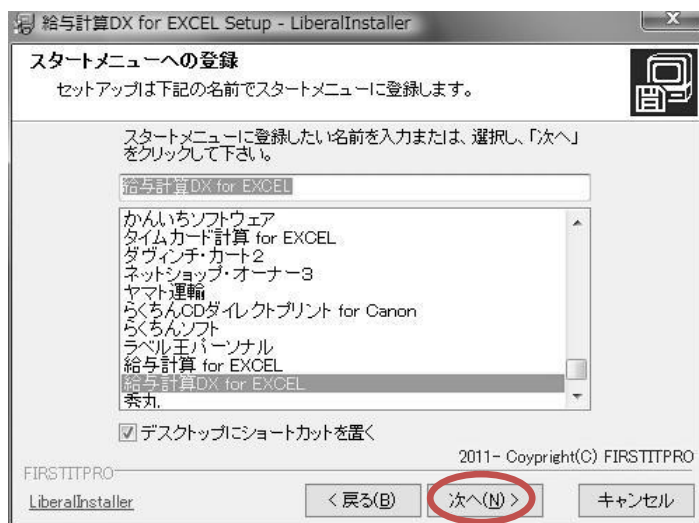 給与計算DX for EXCEL Setup - LiberalInstaller
スタートメニューへの登録
セットアップは下記の名前でスタートメニューに登録します。
スタートメニューに登録したい名前を入力または、選択し、「次へ」
をクリックして下さい。
給与計算DX for EXCEL
かんいちソフトウェア
タイムカード計算 for EXCEL
ダヴィンチ・カート2
ネットショップ・オーナー3
ヤマト運輸
らくちんCDダイレクトプリント for Canon
らくちんソフト
ラベル王パーソナル
給与計算 for EXCEL
給与計算DX for EXCEL
秀丸
デスクトップにショートカットを置く
2011- Coypright(C) FIRSTITPRO
FIRSTITPRO
LiberalInstaller
< 戻る(B)
次へ(N) >
キャンセル